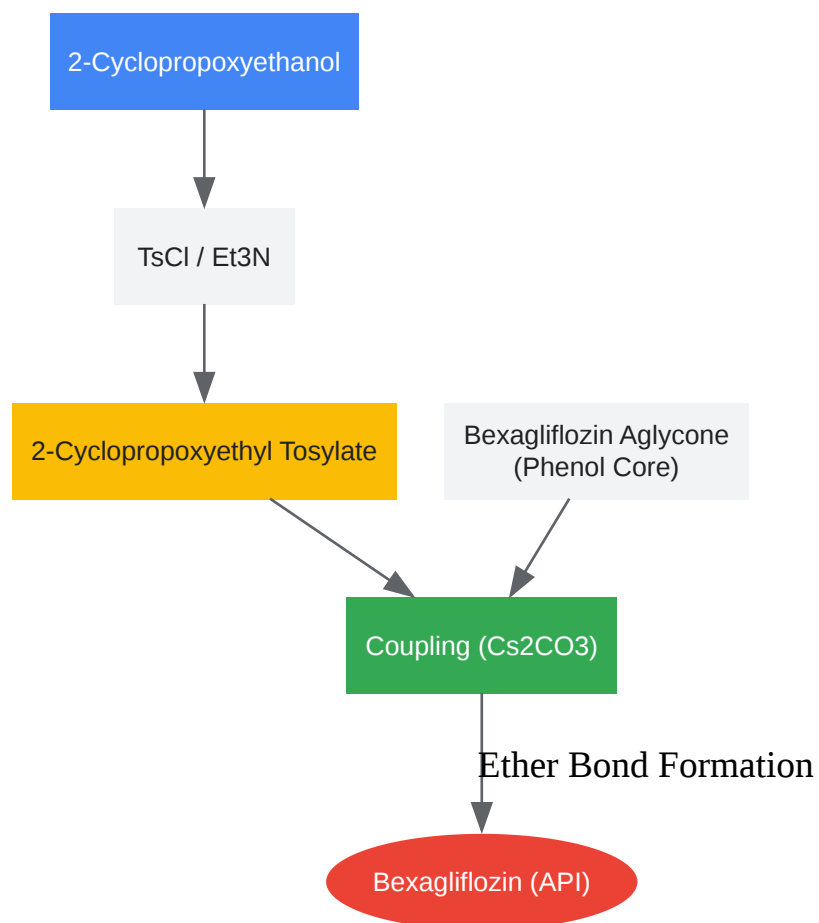 2-Cyclopropoxyethanol
TsCl / Et3N
2-Cyclopropoxyethyl Tosylate
Bexagliflozin Aglycone
(Phenol Core)
Coupling (Cs2CO3)
Ether Bond Formation
Bexagliflozin (API)